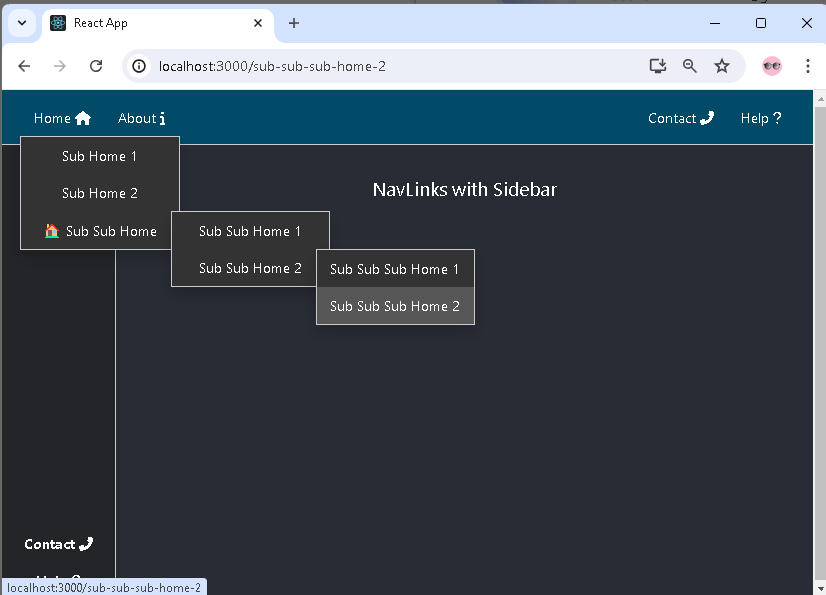 React App
localhost:3000/sub-sub-sub-home-2
Home About Contact Help ?
Sub Home 1
NavLinks with Sidebar
Sub Home 2
Sub Sub Home
Sub Sub Home 1
Sub Sub Home 2
Sub Sub Sub Home 1
Sub Sub Sub Home 2
Contact
localhost:3000/sub-sub-sub-home-2